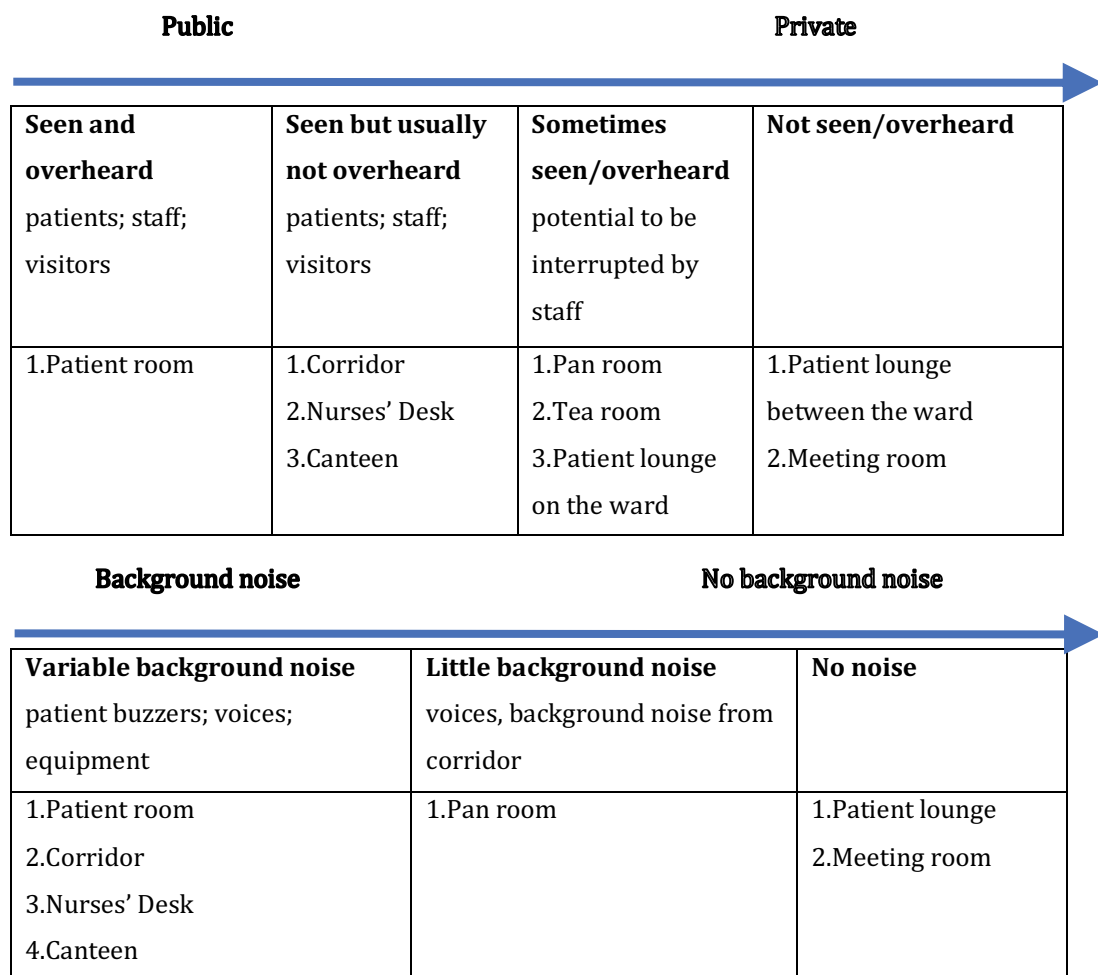 Public Private
Seen and
overheard
patients; staff;
visitors
Seen but usually
not overheard
patients; staff;
visitors
Sometimes
seen/overheard
potential to be
interrupted by
staff
Not seen/overheard
1.Patient room
1.Corridor
2.Nurses’ Desk
3.Canteen
1.Pan room
2.Tea room
3.Patient lounge
on the ward
1.Patient lounge
between the ward
2.Meeting room
Background noise No background noise
Variable background noise
patient buzzers; voices;
equipment
Little background noise
voices, background noise from
corridor
No noise
1.Patient room
2.Corridor
3.Nurses’ Desk
4.Canteen
1.Pan room
1.Patient lounge
2.Meeting room